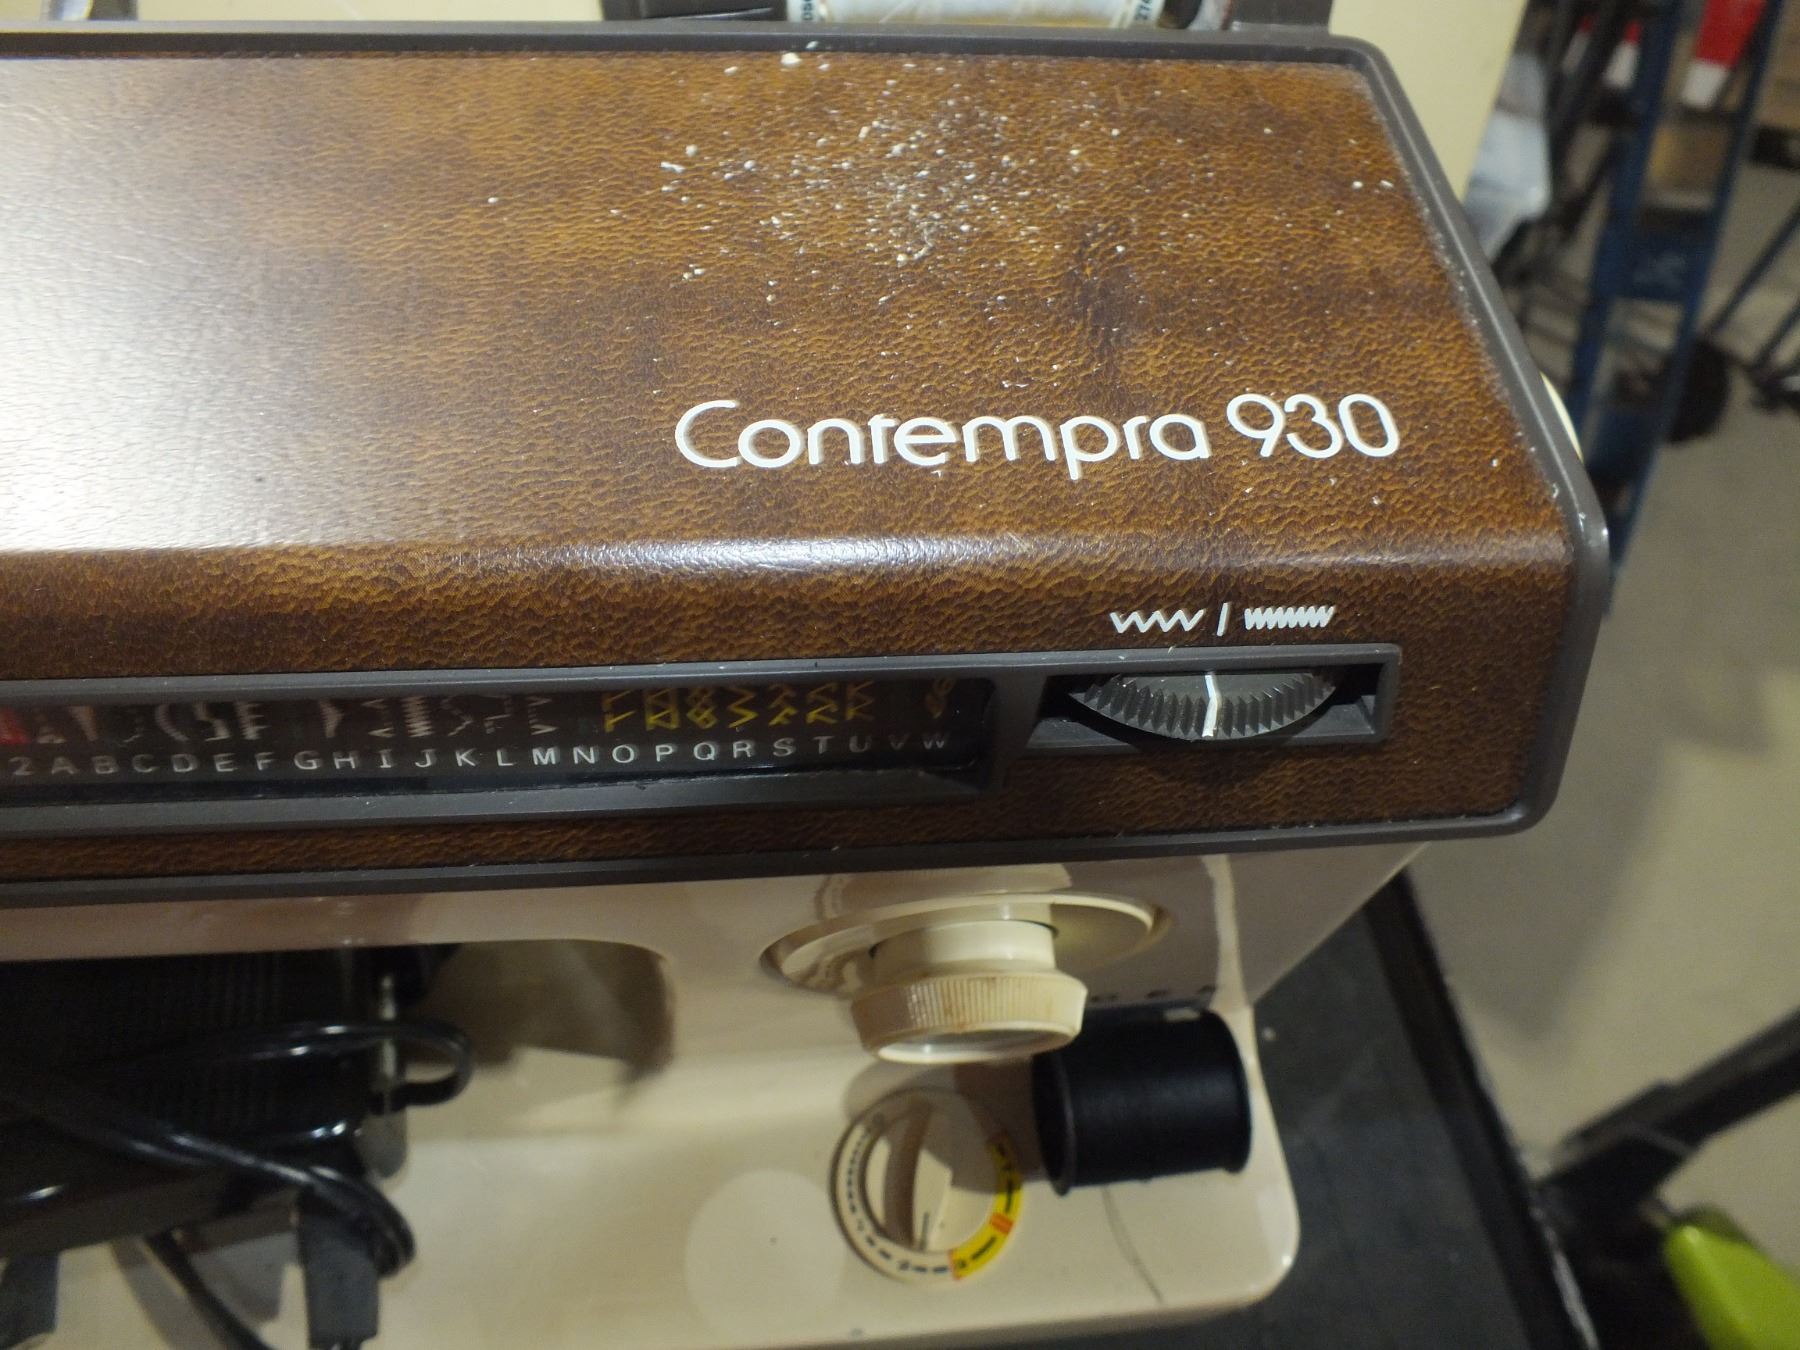 Contempra 930
2 A B C D E F G H I J K L M N O P Q R S T U V W